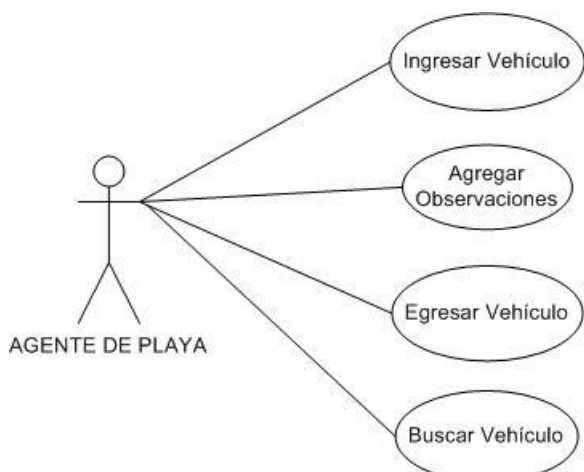 Ingresar Vehículo
Agregar
Observaciones
Egresar Vehículo
AGENTE DE PLAYA
Buscar Vehículo